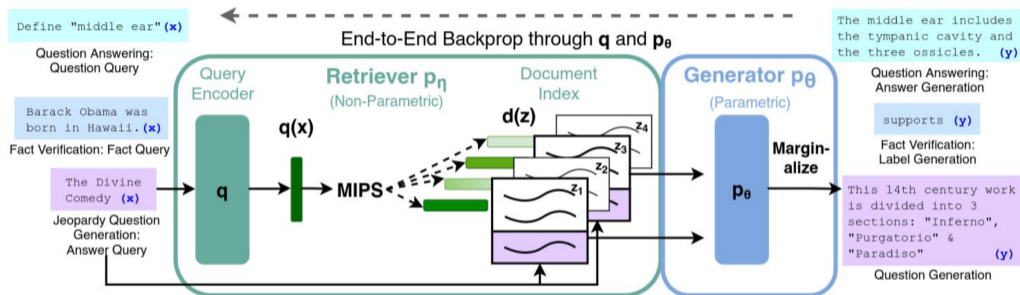 Define "middle ear" (x)
Question Answering:
Question Query
Barack Obama was
born in Hawaii. (x)
Fact Verification: Fact Query
The Divine
Comedy (x)
Jeopardy Question
Generation:
Answer Query
End-to-End Backprop through q and pθ
Query
Encoder
Retriever pη
(Non-Parametric)
Document
Index
q(x)
d(z)
q
MIPS
z4
z3
z2
z1
Generator pθ
(Parametric)
pθ
Margin-
alize
The middle ear includes
the tympanic cavity and
the three ossicles. (y)
Question Answering:
Answer Generation
supports (y)
Fact Verification:
Label Generation
This 14th century work
is divided into 3
sections: "Inferno",
"Purgatorio" &
"Paradiso" (y)
Question Generation